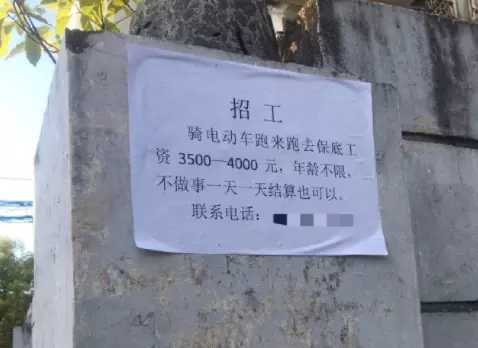 招工
骑电动车跑来跑去保底工
资 3500—4000 元，年龄不限，
不做事一天一天结算也可以。
联系电话：